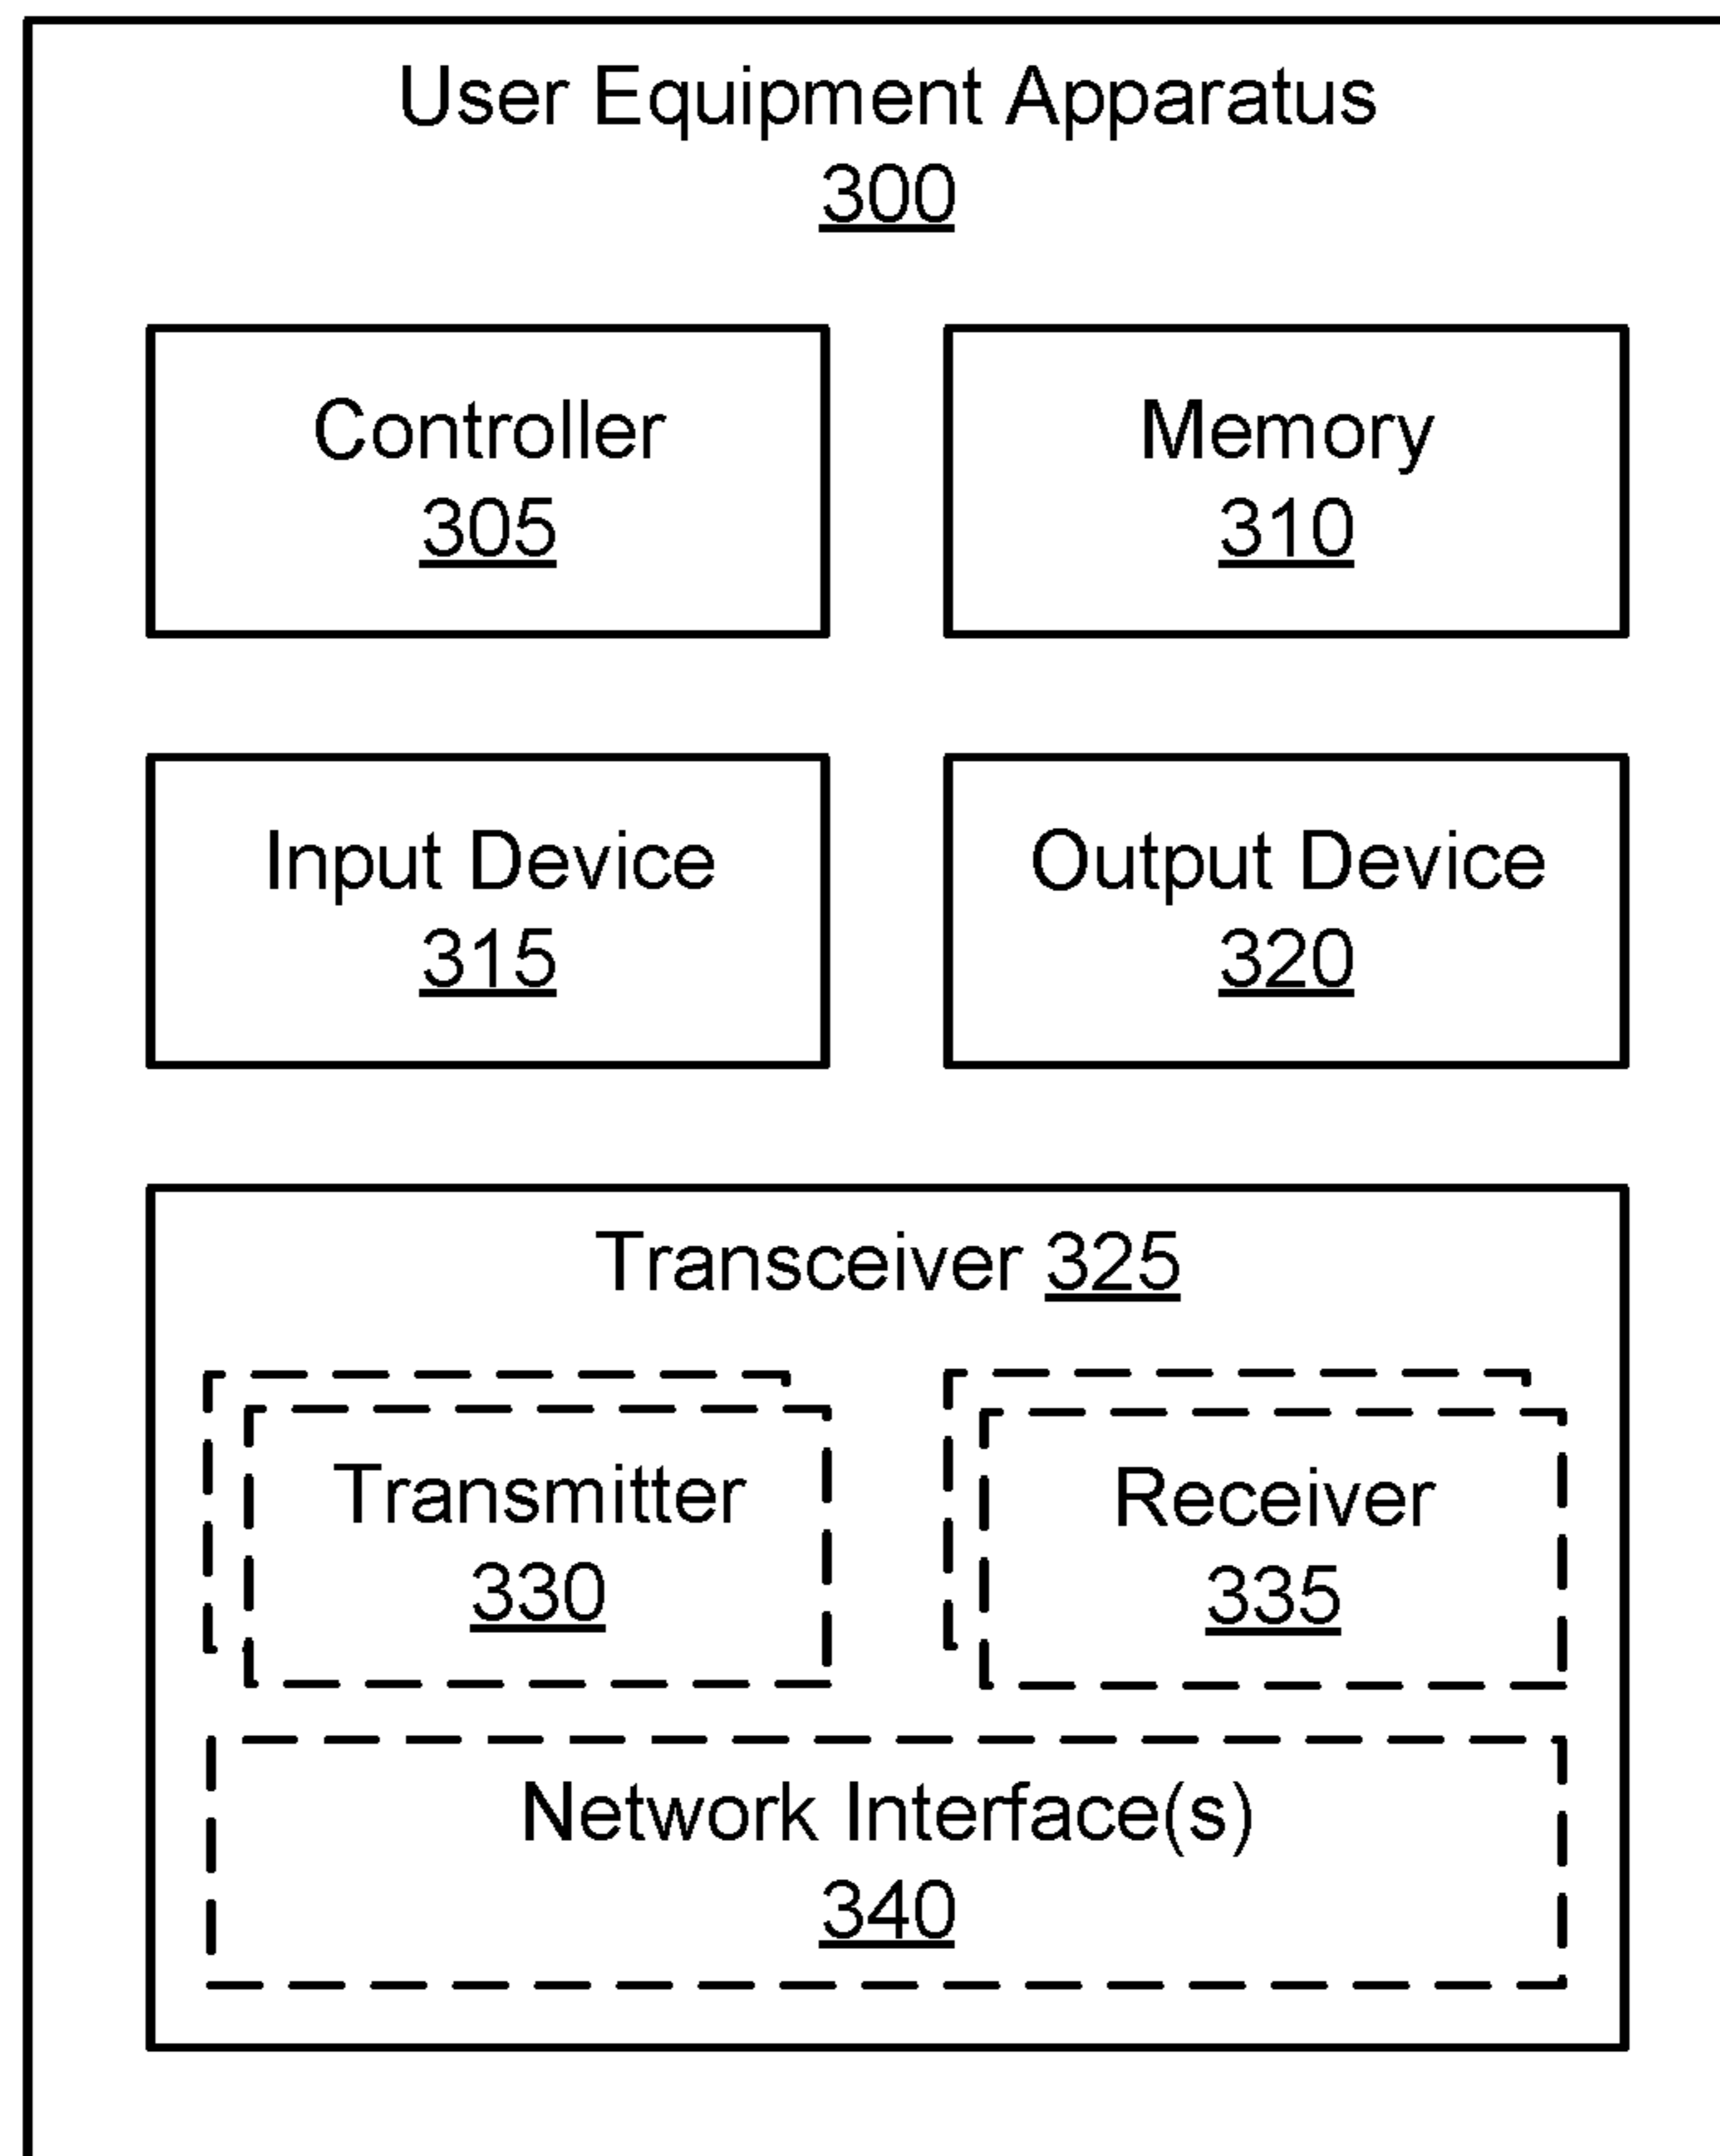 User Equipment Apparatus
300
Controller
305
Memory
310
Input Device
315
Output Device
320
Transceiver 325
Transmitter
330
Receiver
335
Network Interface(s)
340